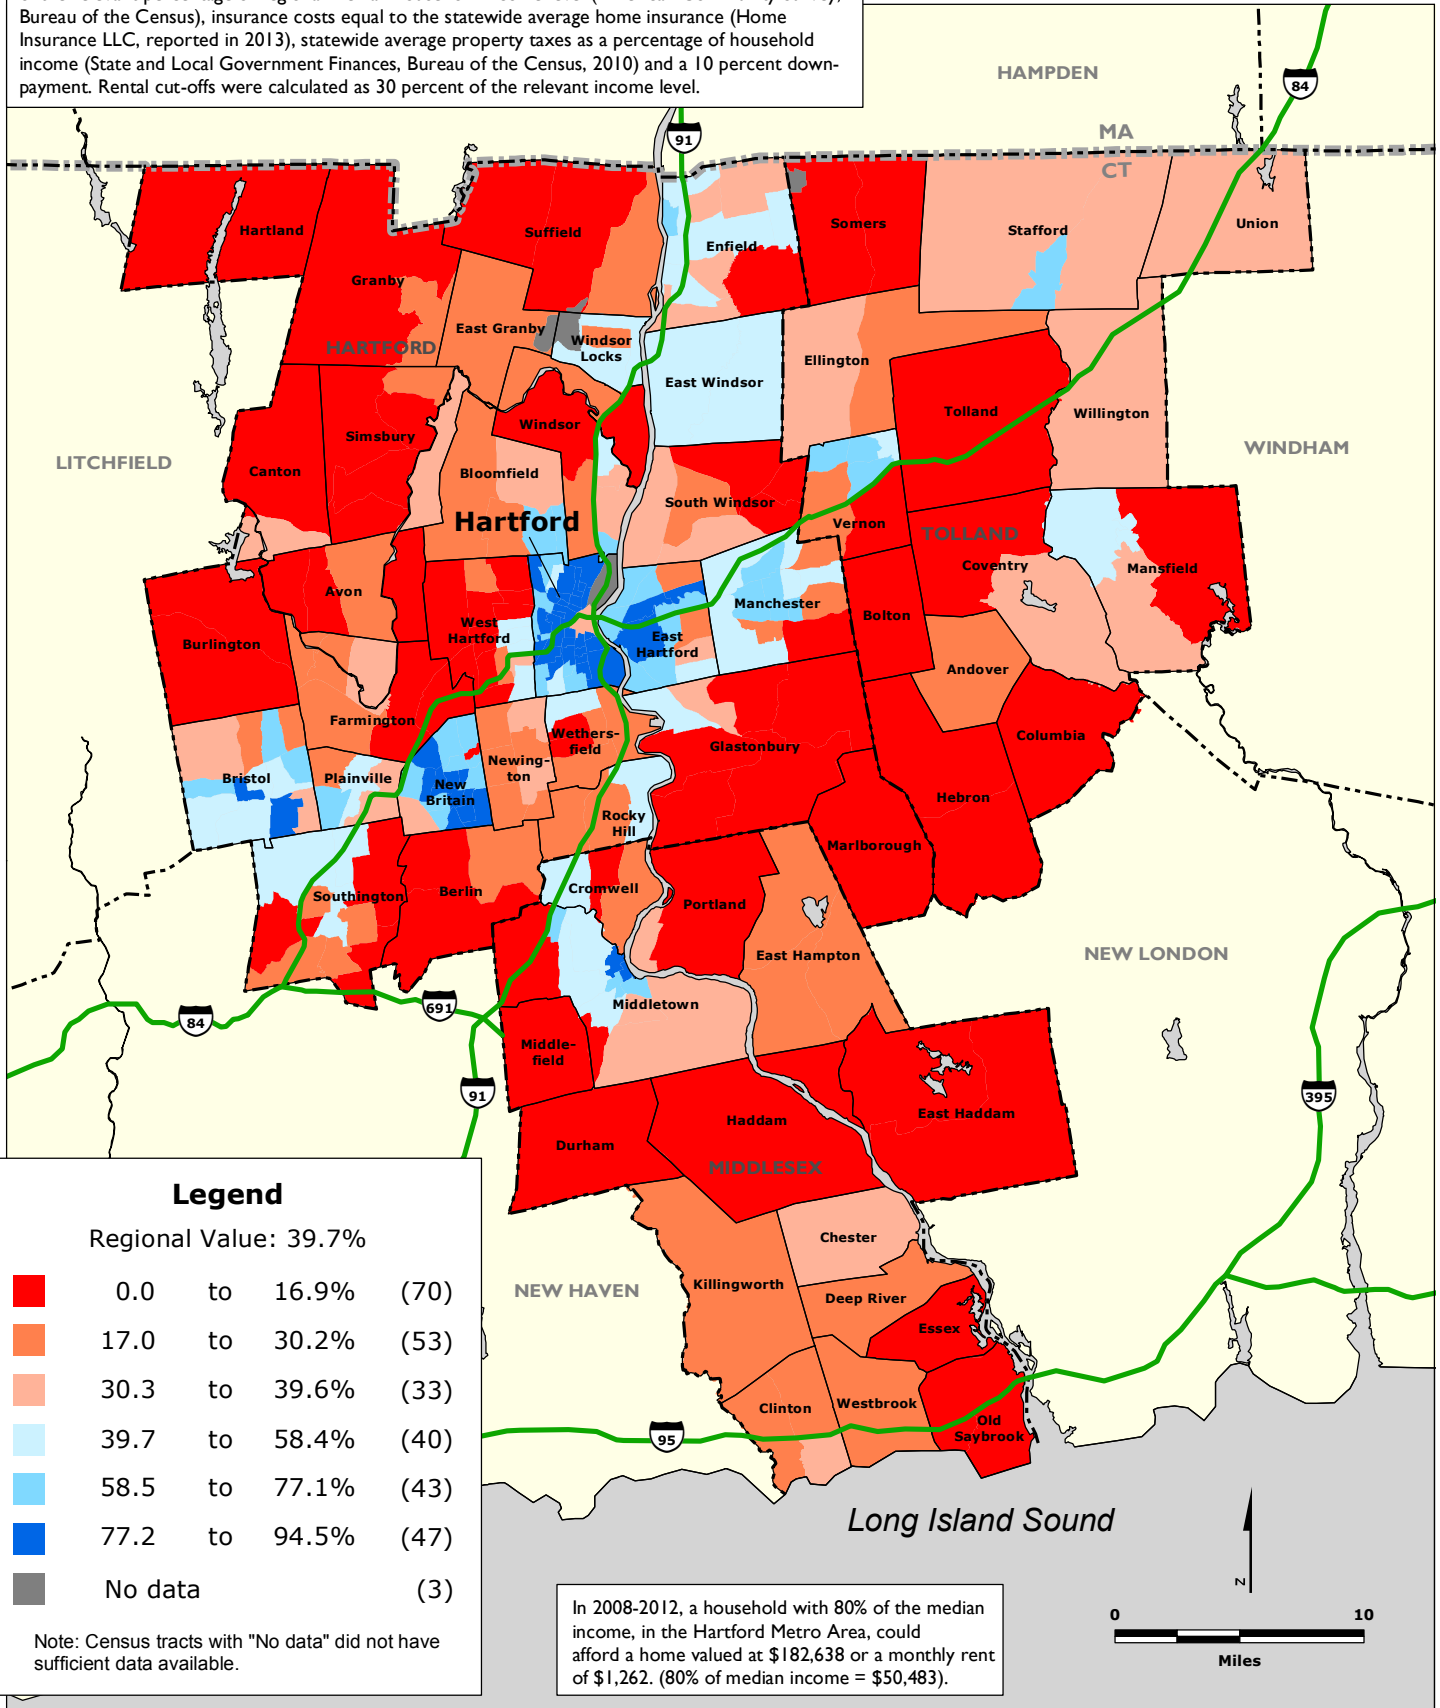 Bureau of the Census), insurance costs equal to the statewide average home insurance (Home
Insurance LLC, reported in 2013), statewide average property taxes as a percentage of household
income (State and Local Government Finances, Bureau of the Census, 2010) and a 10 percent down-
payment. Rental cut-offs were calculated as 30 percent of the relevant income level.
HAMPDEN
84
91
MA
CT
Hartland
Suffield
Enfield
Somers
Stafford
Union
Granby
East Granby
Windsor
Locks
HARTFORD
Ellington
East Windsor
Tolland
Willington
Simsbury
Windsor
LITCHFIELD
Canton
Bloomfield
WINDHAM
South Windsor
Hartford
Vernon
TOLLAND
Coventry
Mansfield
Avon
Manchester
Bolton
West
Hartford
East
Hartford
Burlington
Andover
Farmington
Wethers-
field
Glastonbury
Columbia
Newing-
ton
Bristol
Plainville
New
Britain
Hebron
Rocky
Hill
Marlborough
Southington
Berlin
Cromwell
Portland
East Hampton
NEW LONDON
Middletown
691
84
Middle-
field
91
395
East Haddam
Haddam
Durham
MIDDLESEX
Chester
NEW HAVEN
Killingworth
Deep River
Essex
Clinton
Westbrook
Old
Saybrook
95
Long Island Sound
Legend
Regional Value: 39.7%
0.0 to 16.9% (70)
17.0 to 30.2% (53)
30.3 to 39.6% (33)
39.7 to 58.4% (40)
58.5 to 77.1% (43)
77.2 to 94.5% (47)
No data (3)
Note: Census tracts with "No data" did not have
sufficient data available.
In 2008-2012, a household with 80% of the median
income, in the Hartford Metro Area, could
afford a home valued at $182,638 or a monthly rent
of $1,262. (80% of median income = $50,483).
N
0 10
Miles